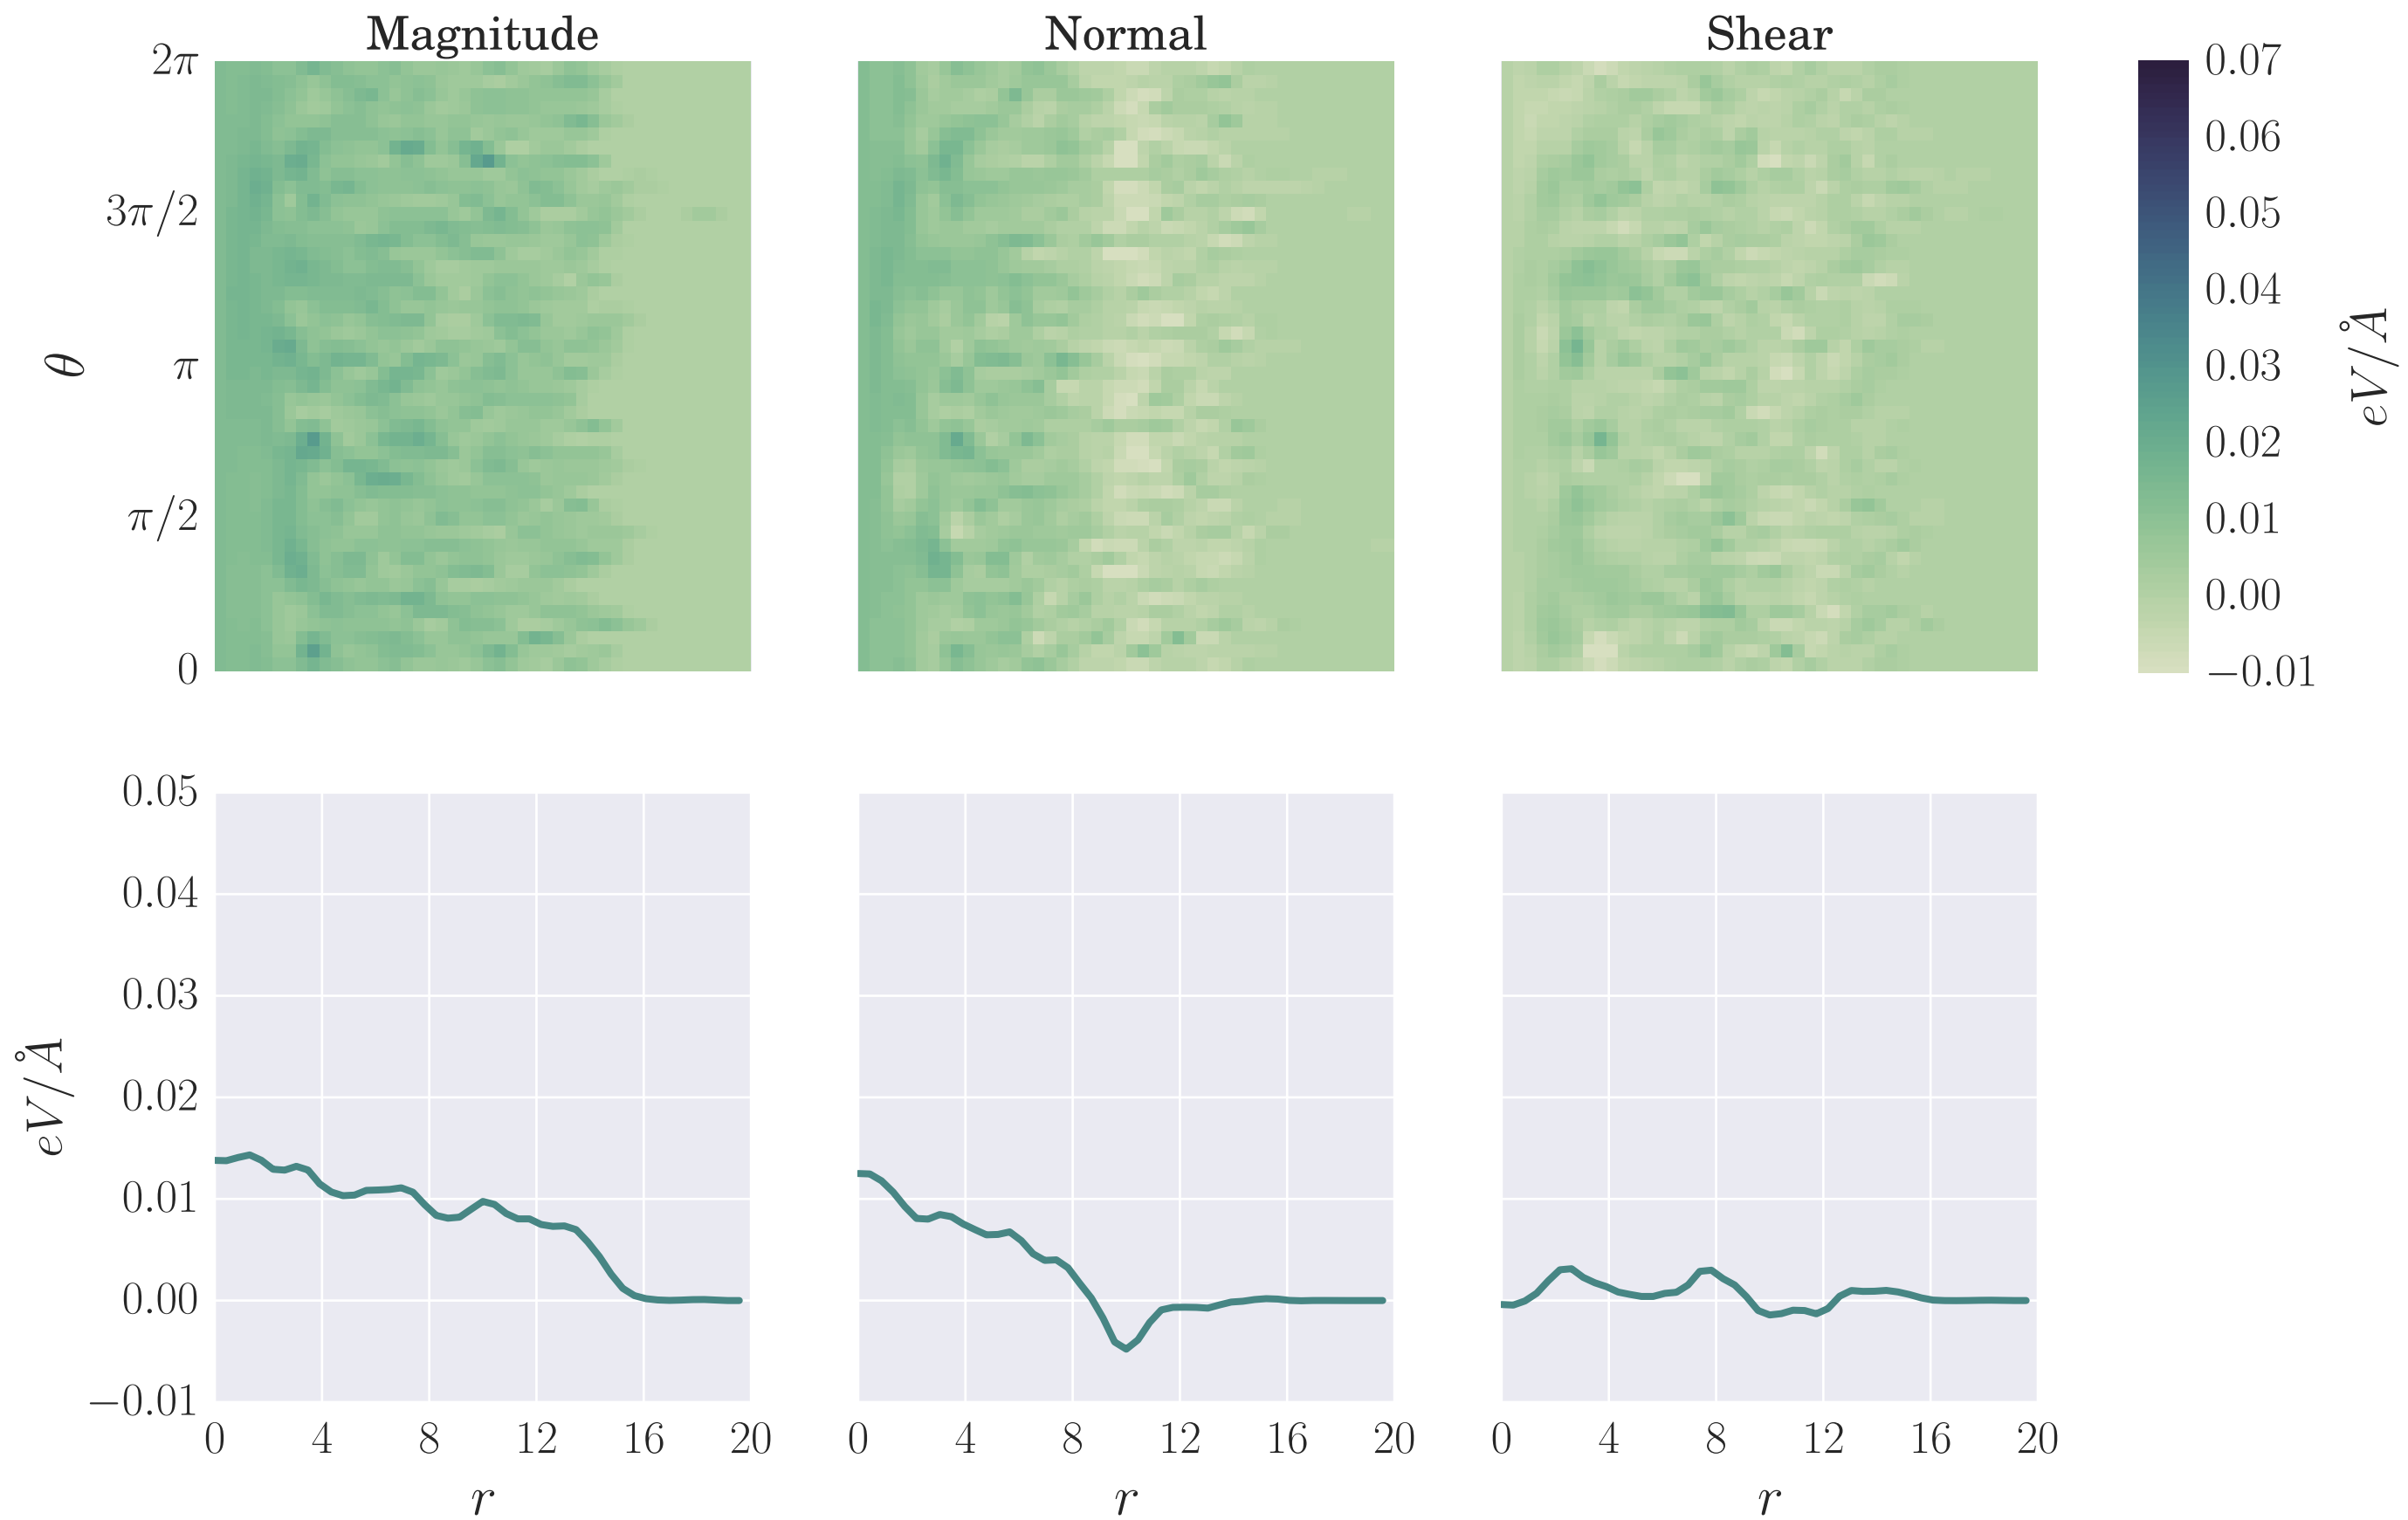 Magnitude Normal Shear
2π
3π/2
π
π/2
0
θ
0.07
0.06
0.05
0.04
0.03
0.02
0.01
0.00
−0.01
eV/Å
0.05
0.04
0.03
0.02
0.01
0.00
−0.01
eV/Å
0 4 8 12 16 20 0 4 8 12 16 20 0 4 8 12 16 20
r r r